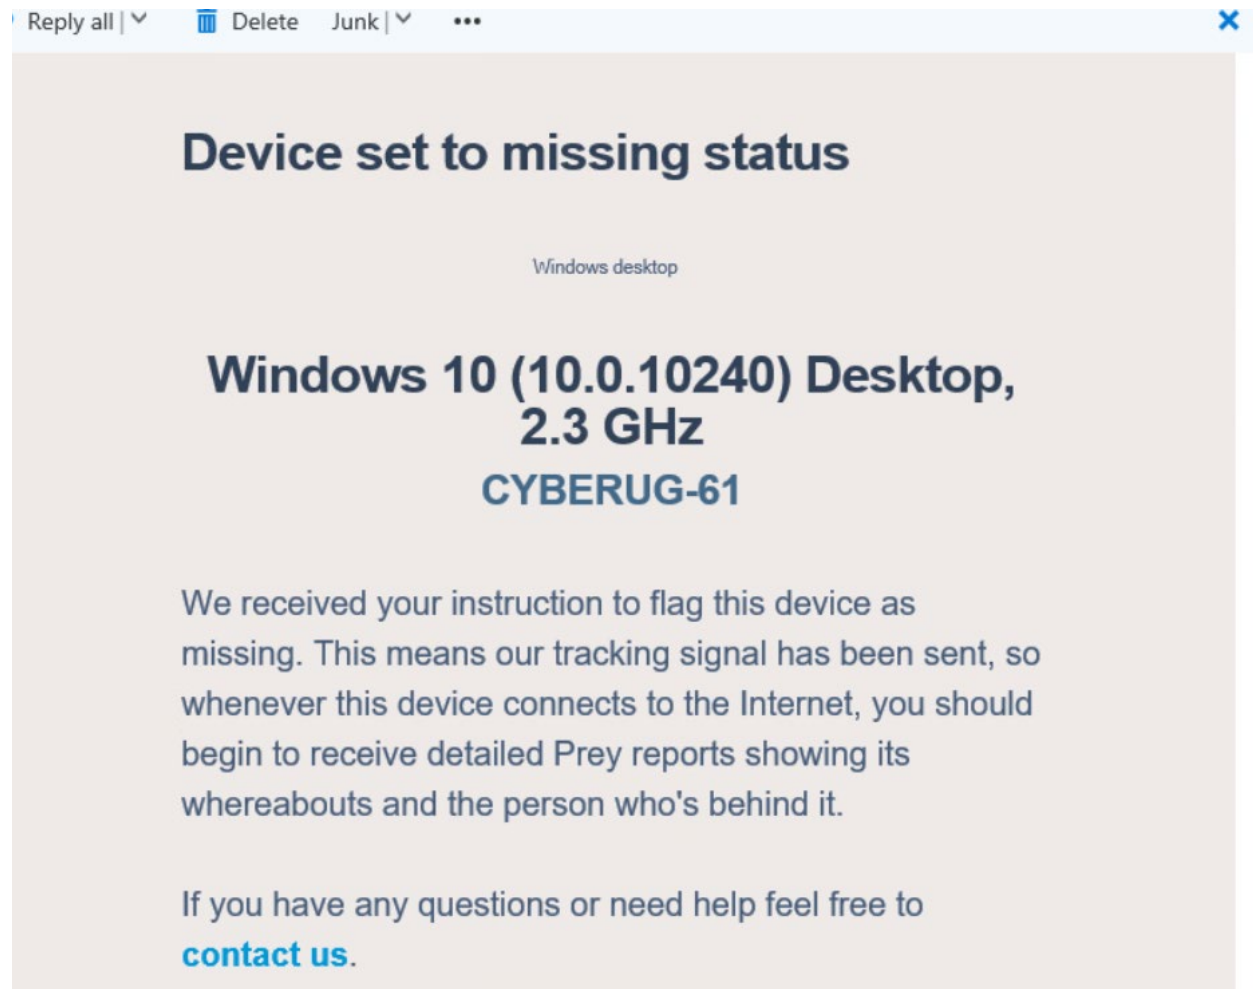 Reply all | Delete Junk | •••
Device set to missing status
Windows desktop
Windows 10 (10.0.10240) Desktop,
2.3 GHz
CYBERUG-61
We received your instruction to flag this device as
missing. This means our tracking signal has been sent, so
whenever this device connects to the Internet, you should
begin to receive detailed Prey reports showing its
whereabouts and the person who's behind it.
If you have any questions or need help feel free to
contact us.